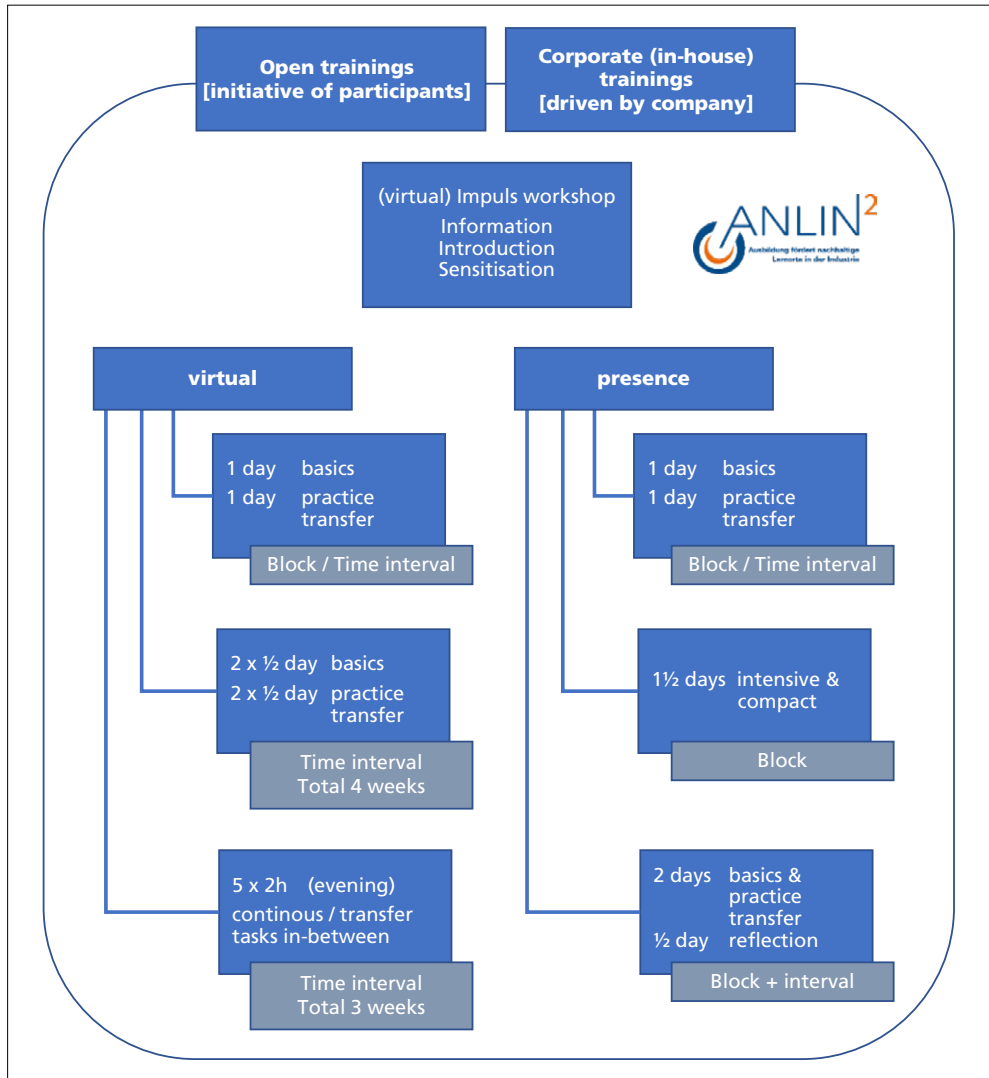 Open trainings
[initiative of participants]
Corporate (in-house)
trainings
[driven by company]
(virtual) Impuls workshop
Information
Introduction
Sensitisation
ANLIN2
Ausbildung fördert nachhaltige
Lernorte in der Industrie
virtual
1 day basics
1 day practice
transfer
Block / Time interval
2 x ½ day basics
2 x ½ day practice
transfer
Time interval
Total 4 weeks
5 x 2h (evening)
continous / transfer
tasks in-between
Time interval
Total 3 weeks
presence
1 day basics
1 day practice
transfer
Block / Time interval
1½ days intensive &
compact
Block
2 days basics &
practice
transfer
½ day reflection
Block + interval